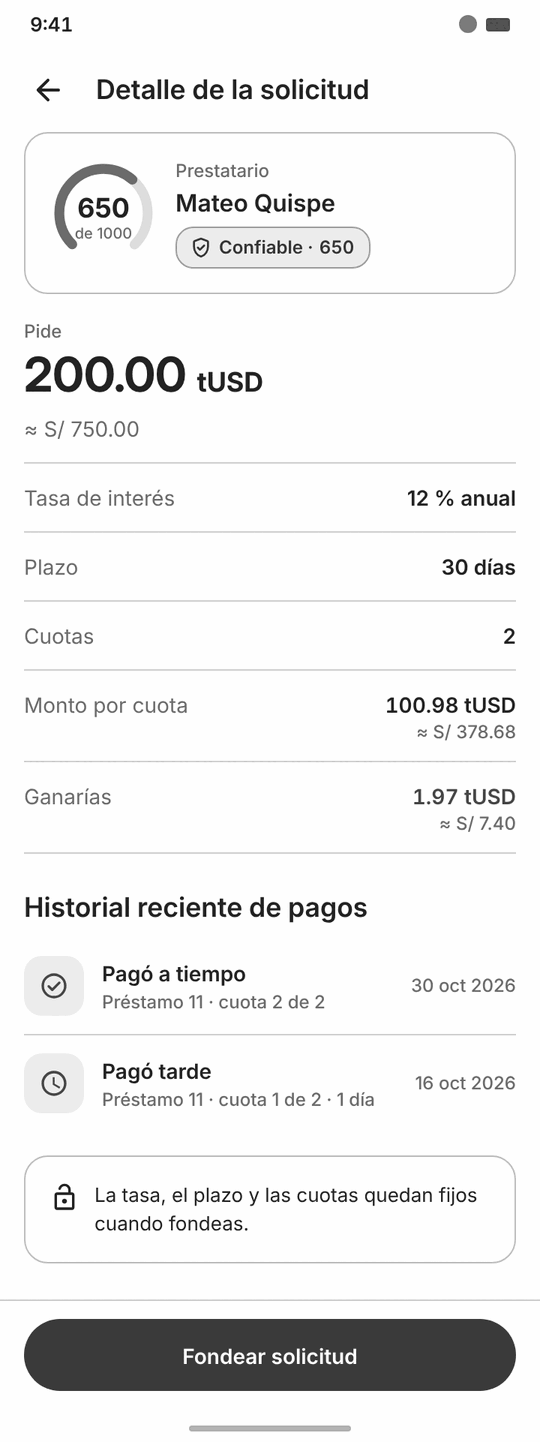 9:41
Detalle de la solicitud
650
de 1000
Prestatario
Mateo Quispe
Confiable · 650
Pide
200.00 tUSD
≈ S/ 750.00
Tasa de interés 12 % anual
Plazo 30 días
Cuotas 2
Monto por cuota 100.98 tUSD
≈ S/ 378.68
Ganarías 1.97 tUSD
≈ S/ 7.40
Historial reciente de pagos
Pagó a tiempo
Préstamo 11 · cuota 2 de 2
30 oct 2026
Pagó tarde
Préstamo 11 · cuota 1 de 2 · 1 día
16 oct 2026
La tasa, el plazo y las cuotas quedan fijos
cuando fondeas.
Fondear solicitud